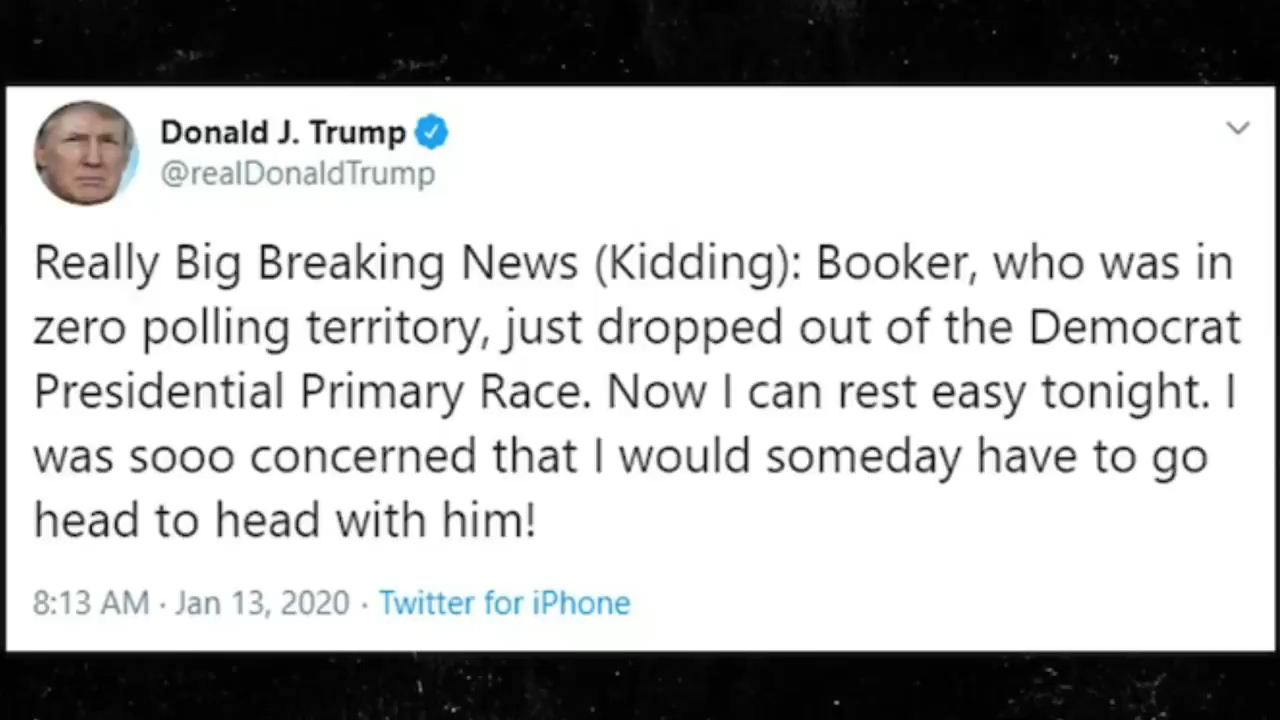 Donald J. Trump
@realDonaldTrump
Really Big Breaking News (Kidding): Booker, who was in
zero polling territory, just dropped out of the Democrat
Presidential Primary Race. Now I can rest easy tonight. I
was sooo concerned that I would someday have to go
head to head with him!
8:13 AM · Jan 13, 2020 · Twitter for iPhone